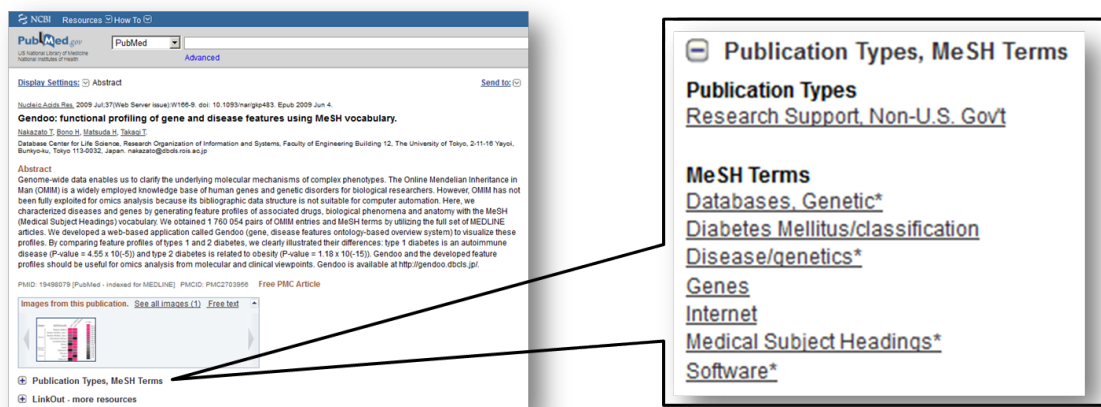 NCBI Resources How To
PubMed.gov
US National Library of Medicine
National Institutes of Health
PubMed
Advanced
Display Settings: Abstract
Send to:
Nucleic Acids Res. 2009 Jul;37(Web Server issue):W166-9. doi: 10.1093/nar/gkp483. Epub 2009 Jun 4.
Gendoo: functional profiling of gene and disease features using MeSH vocabulary.
Nakazato T, Bono H, Matsuda H, Takagi T.
Database Center for Life Science, Research Organization of Information and Systems, Faculty of Engineering Building 12, The University of Tokyo, 2-11-16 Yayoi,
Bunkyo-ku, Tokyo 113-0032, Japan. nakazato@dbcls.rois.ac.jp
Abstract
Genome-wide data enables us to clarify the underlying molecular mechanisms of complex phenotypes. The Online Mendelian Inheritance in
Man (OMIM) is a widely employed knowledge base of human genes and genetic disorders for biological researchers. However, OMIM has not
been fully exploited for omics analysis because its bibliographic data structure is not suitable for computer automation. Here, we
characterized diseases and genes by generating feature profiles of associated drugs, biological phenomena and anatomy with the MeSH
(Medical Subject Headings) vocabulary. We obtained 1 760 054 pairs of OMIM entries and MeSH terms by utilizing the full set of MEDLINE
articles. We developed a web-based application called Gendoo (gene, disease features ontology-based overview system) to visualize these
profiles. By comparing feature profiles of types 1 and 2 diabetes, we clearly illustrated their differences: type 1 diabetes is an autoimmune
disease (P-value = 4.55 x 10(-5)) and type 2 diabetes is related to obesity (P-value = 1.18 x 10(-15)). Gendoo and the developed feature
profiles should be useful for omics analysis from molecular and clinical viewpoints. Gendoo is available at http://gendoo.dbcls.jp/.
PMID: 19498079 [PubMed - indexed for MEDLINE] PMCID: PMC2703956 Free PMC Article
Images from this publication. See all images (1) Free text
Publication Types, MeSH Terms
LinkOut - more resources
Publication Types, MeSH Terms
Publication Types
Research Support, Non-U.S. Gov't
MeSH Terms
Databases, Genetic*
Diabetes Mellitus/classification
Disease/genetics*
Genes
Internet
Medical Subject Headings*
Software*